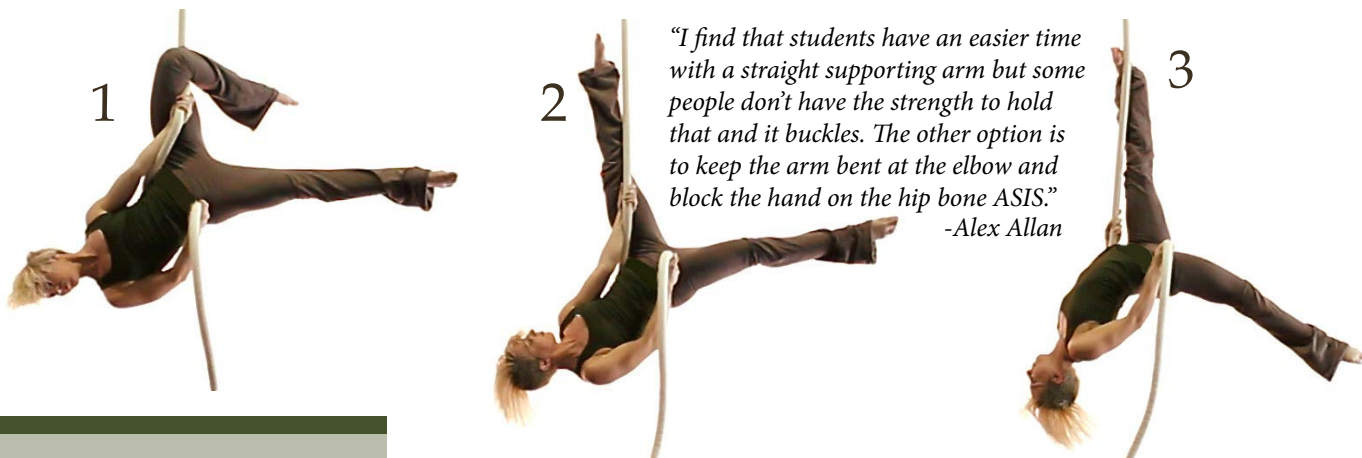 1
2
3
“I find that students have an easier time
with a straight supporting arm but some
people don’t have the strength to hold
that and it buckles. The other option is
to keep the arm bent at the elbow and
block the hand on the hip bone ASIS.”
-Alex Allan